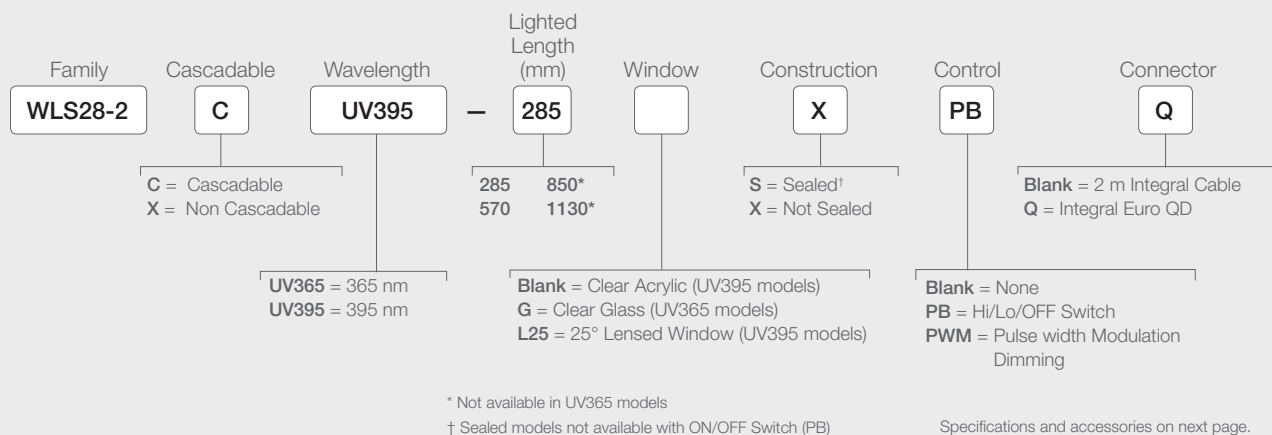 Family
Cascadable
Wavelength
Lighted
Length
(mm)
Window
Construction
Control
Connector
WLS28-2
C
UV395
–
285
X
PB
Q
C = Cascadable
X = Non Cascadable
285 850*
570 1130*
S = Sealed†
X = Not Sealed
Blank = 2 m Integral Cable
Q = Integral Euro QD
UV365 = 365 nm
UV395 = 395 nm
Blank = Clear Acrylic (UV395 models)
G = Clear Glass (UV365 models)
L25 = 25° Lensed Window (UV395 models)
Blank = None
PB = Hi/Lo/OFF Switch
PWM = Pulse width Modulation
Dimming
* Not available in UV365 models
† Sealed models not available with ON/OFF Switch (PB)
Specifications and accessories on next page.